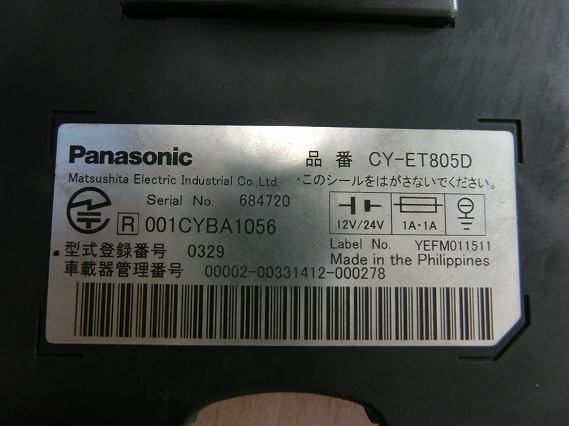 Panasonic 品番 CY-ET805D
Matsushita Electric Industrial Co.,Ltd. ・このシールをはがさないでください。
Serial No. 684720
R 001CYBA1056 12V/24V 1A・1A
型式登録番号 0329 Label No. YEFM011511
車載器管理番号 00002-00331412-000278 Made in the Philippines